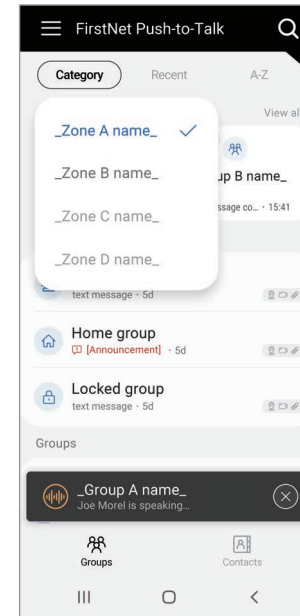 FirstNet Push-to-Talk
Category Recent A-Z
View al
_Zone A name_
_Zone B name_
_Zone C name_
_Zone D name_
up B name_
ssage co... · 15:41
text message · 5d
Home group
[Announcement] · 5d
Locked group
text message · 5d
Groups
_Group A name_
Joe Morel is speaking...
Groups Contacts